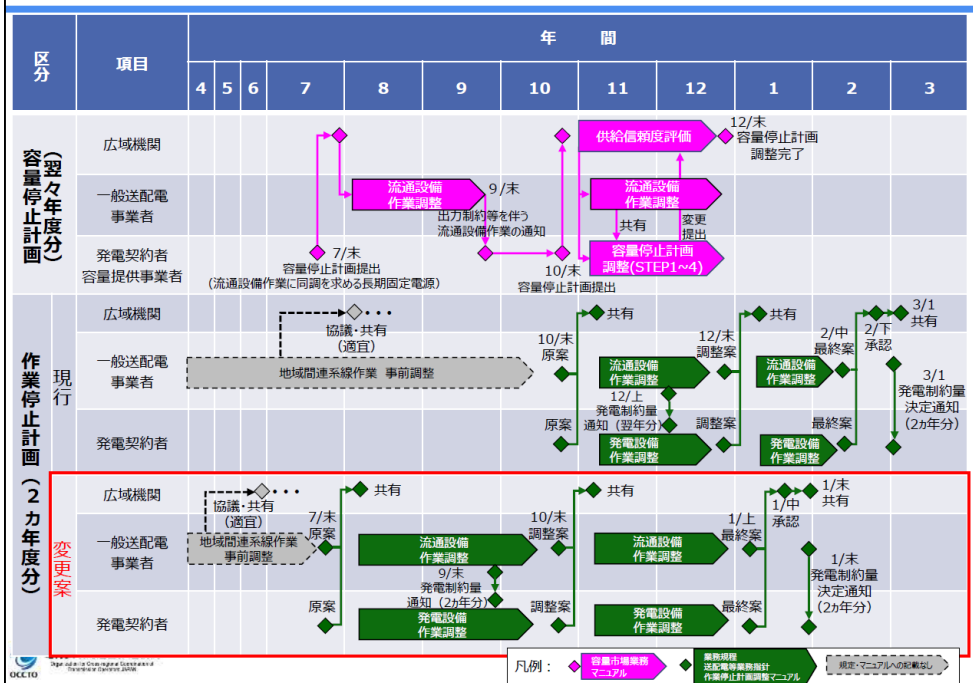 区分
項目
年　間
4 5 6 7 8 9 10 11 12 1 2 3
容量停止計画
(翌々年度分)
広域機関
供給信頼度評価
12/末
容量停止計画
調整完了
一般送配電
事業者
流通設備
作業調整
9/末
出力制約等を伴う
流通設備作業の通知
流通設備
作業調整
共有
変更
提出
発電契約者
容量提供事業者
7/末
容量停止計画提出
(流通設備作業に同調を求める長期固定電源)
10/末
容量停止計画提出
容量停止計画
調整(STEP1~4)
作業停止計画(2カ年度分)
現行
広域機関
・・・
協議・共有
(適宜)
10/末
原案
共有
12/末
調整案
共有
2/中
最終案
2/下
承認
3/1
共有
一般送配電
事業者
地域間連系線作業 事前調整
流通設備
作業調整
12/上
発電制約量
通知(翌年分)
流通設備
作業調整
3/1
発電制約量
決定通知
(2ヵ年分)
発電契約者
原案
発電設備
作業調整
調整案
発電設備
作業調整
最終案
変更案
広域機関
・・・
協議・共有
(適宜)
7/末
原案
共有
10/末
調整案
共有
1/上
最終案
1/中
承認
1/末
共有
一般送配電
事業者
地域間連系線作業
事前調整
流通設備
作業調整
9/末
発電制約量
通知(2ヵ年分)
流通設備
作業調整
1/末
発電制約量
決定通知
(2ヵ年分)
発電契約者
原案
発電設備
作業調整
調整案
発電設備
作業調整
最終案
OCCTO
Organization for Cross-regional Coordination of
Transmission Operators, JAPAN
凡例：
容量市場業務
マニュアル
業務規程
送配電等業務指針
作業停止計画調整マニュアル
規定・マニュアルへの記載なし